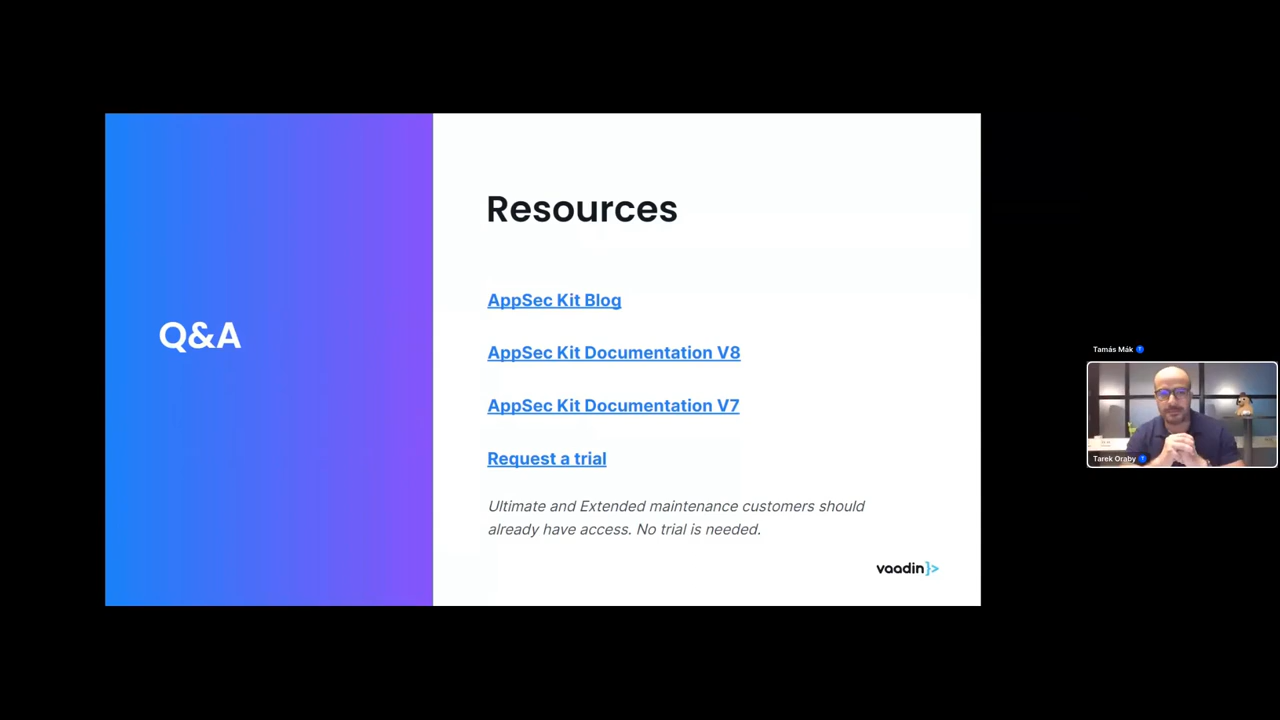 Q&A
Resources
AppSec Kit Blog
AppSec Kit Documentation V8
AppSec Kit Documentation V7
Request a trial
Ultimate and Extended maintenance customers should
already have access. No trial is needed.
vaadin}>
Tamás Mák
Tarek Oraby